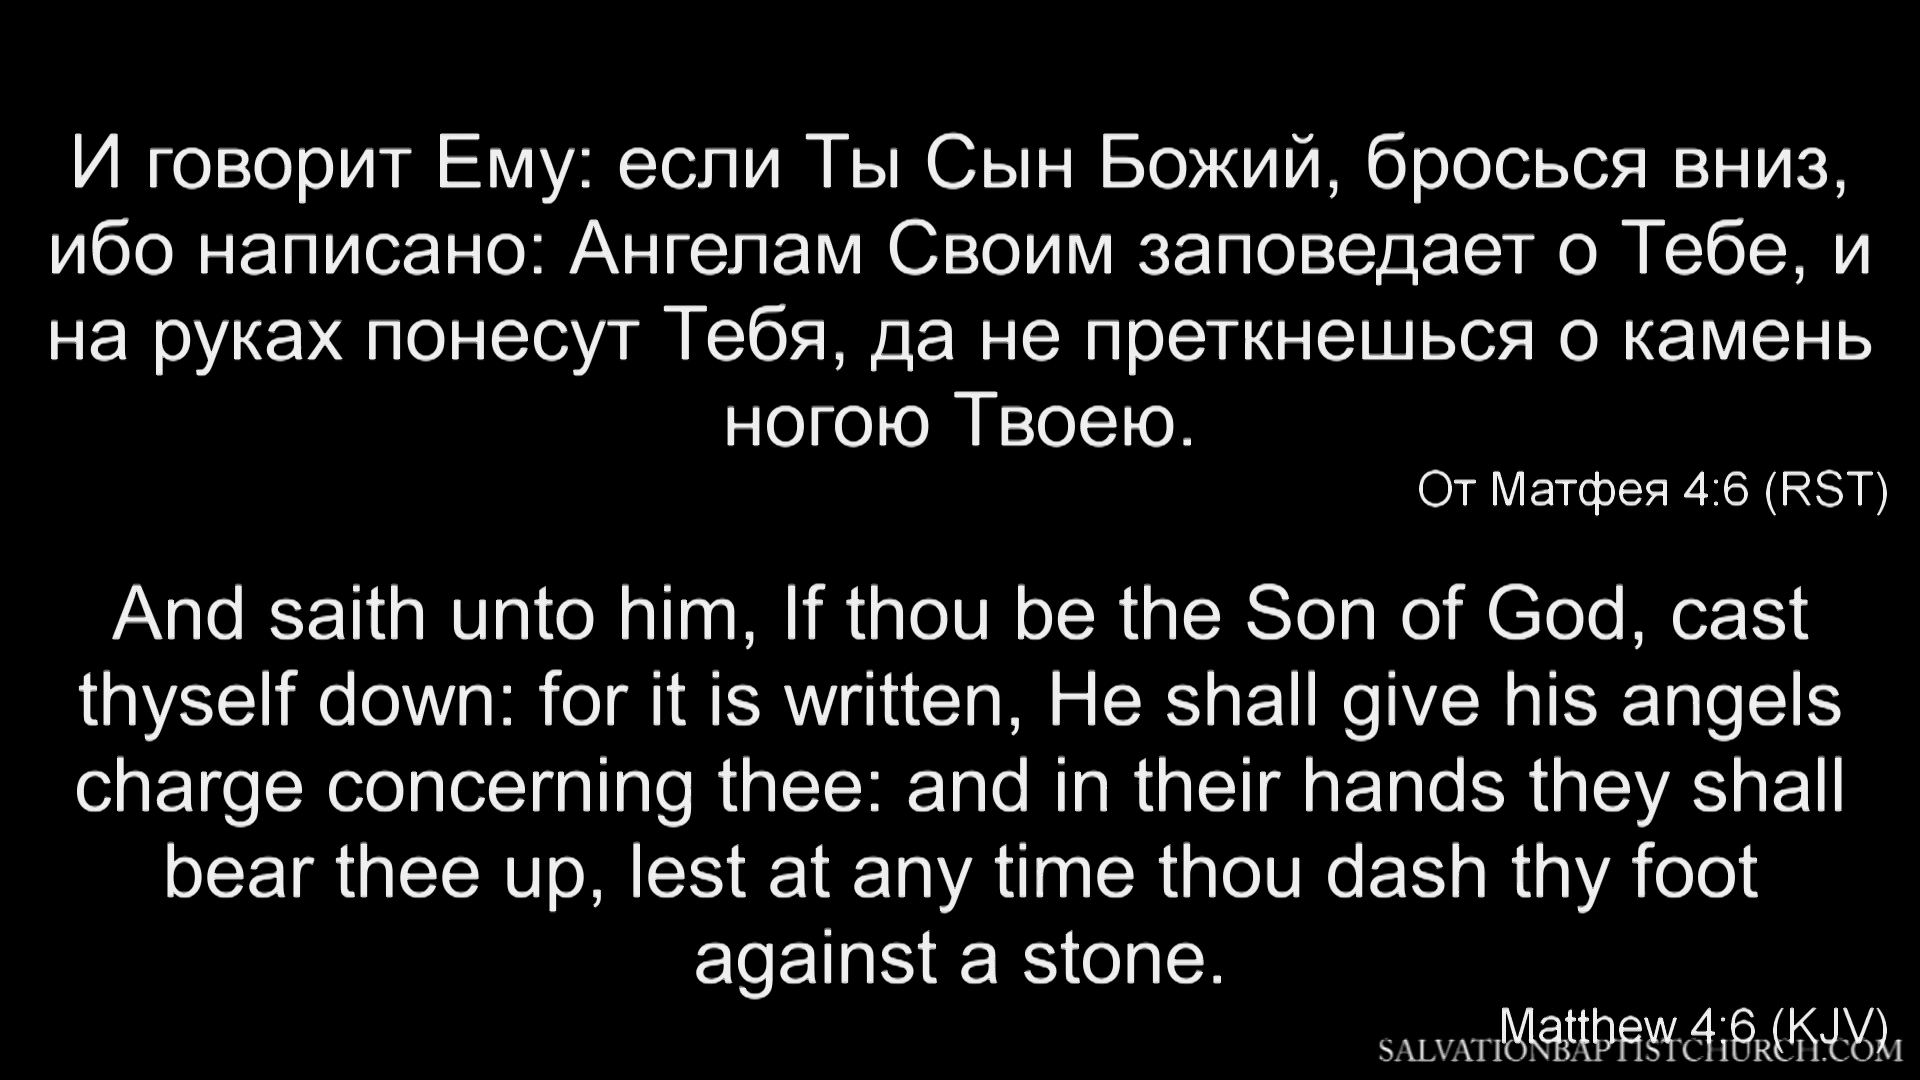 И говорит Ему: если Ты Сын Божий, бросься вниз,
ибо написано: Ангелам Своим заповедает о Тебе, и
на руках понесут Тебя, да не преткнешься о камень
ногою Твоею.
От Матфея 4:6 (RST)
And saith unto him, If thou be the Son of God, cast
thyself down: for it is written, He shall give his angels
charge concerning thee: and in their hands they shall
bear thee up, lest at any time thou dash thy foot
against a stone.
Matthew 4:6 (KJV)
SALVATIONBAPTISTCHURCH.COM